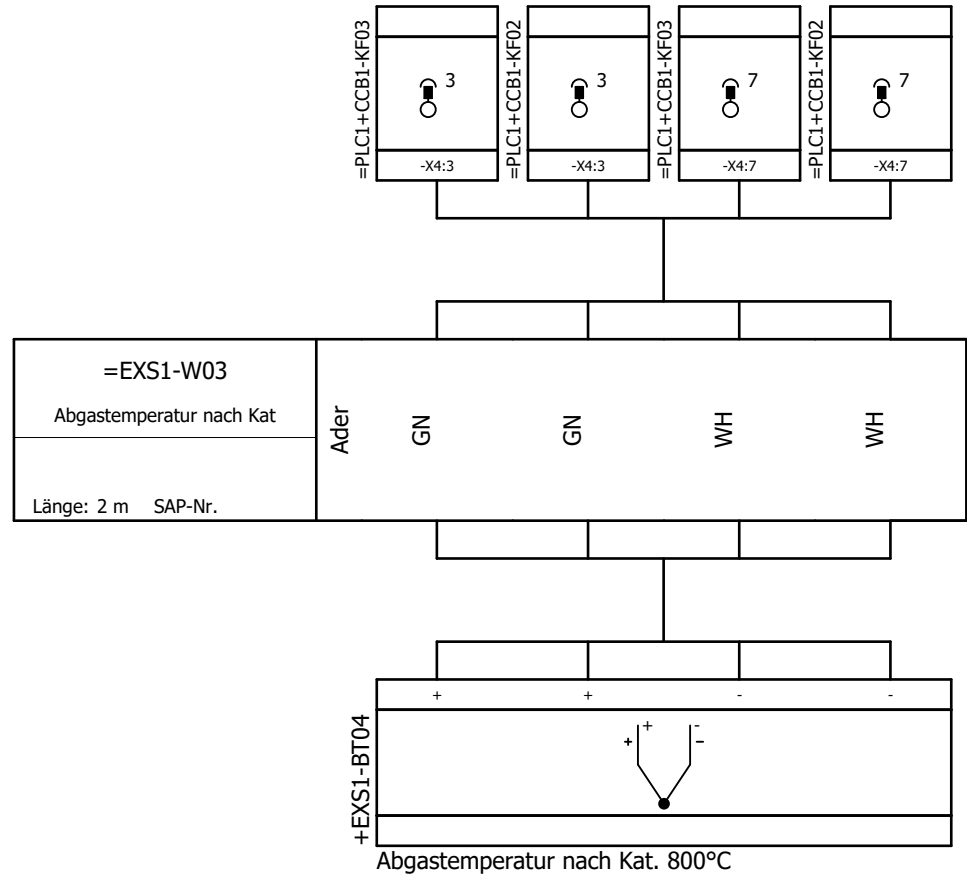 =PLC1+CCB1-KF03
3
-X4:3
=PLC1+CCB1-KF02
3
-X4:3
=PLC1+CCB1-KF03
7
-X4:7
=PLC1+CCB1-KF02
7
-X4:7
=EXS1-W03
Abgastemperatur nach Kat
Länge: 2 m SAP-Nr.
Ader
GN
GN
WH
WH
+ + - -
+ -
+ -
+EXS1-BT04
Abgastemperatur nach Kat. 800°C